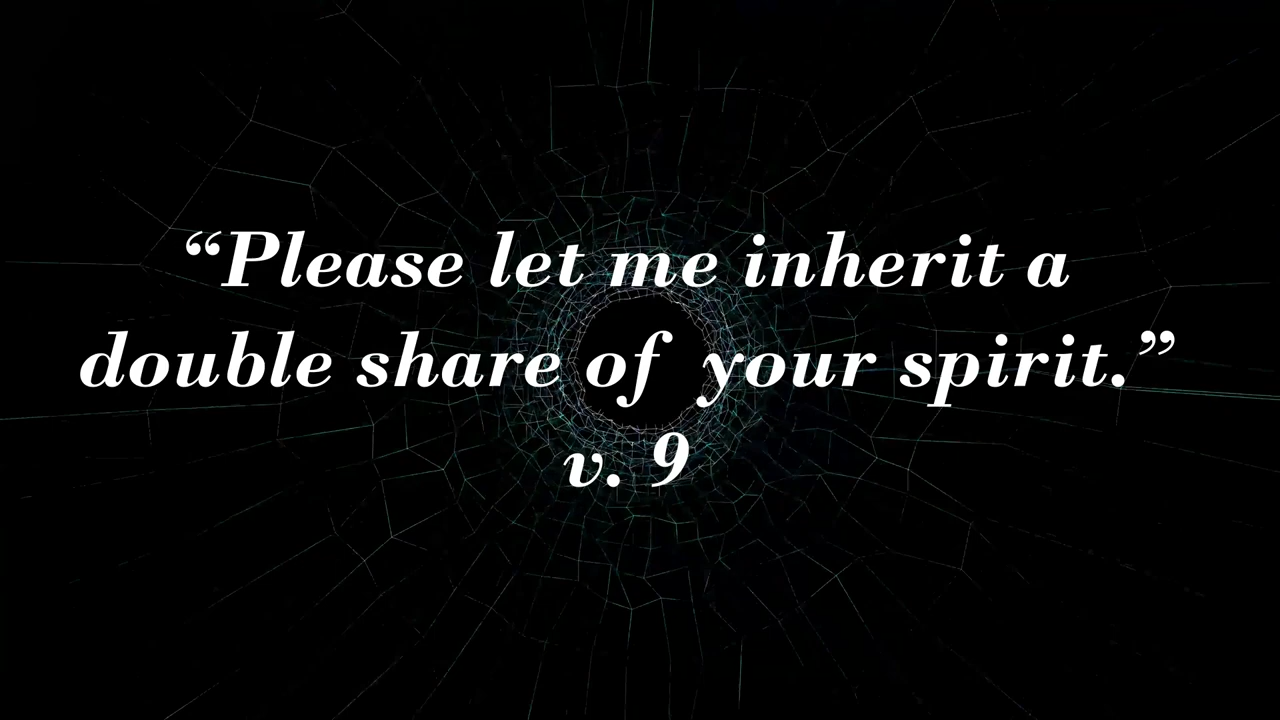 “Please let me inherit a
double share of your spirit.”
v. 9